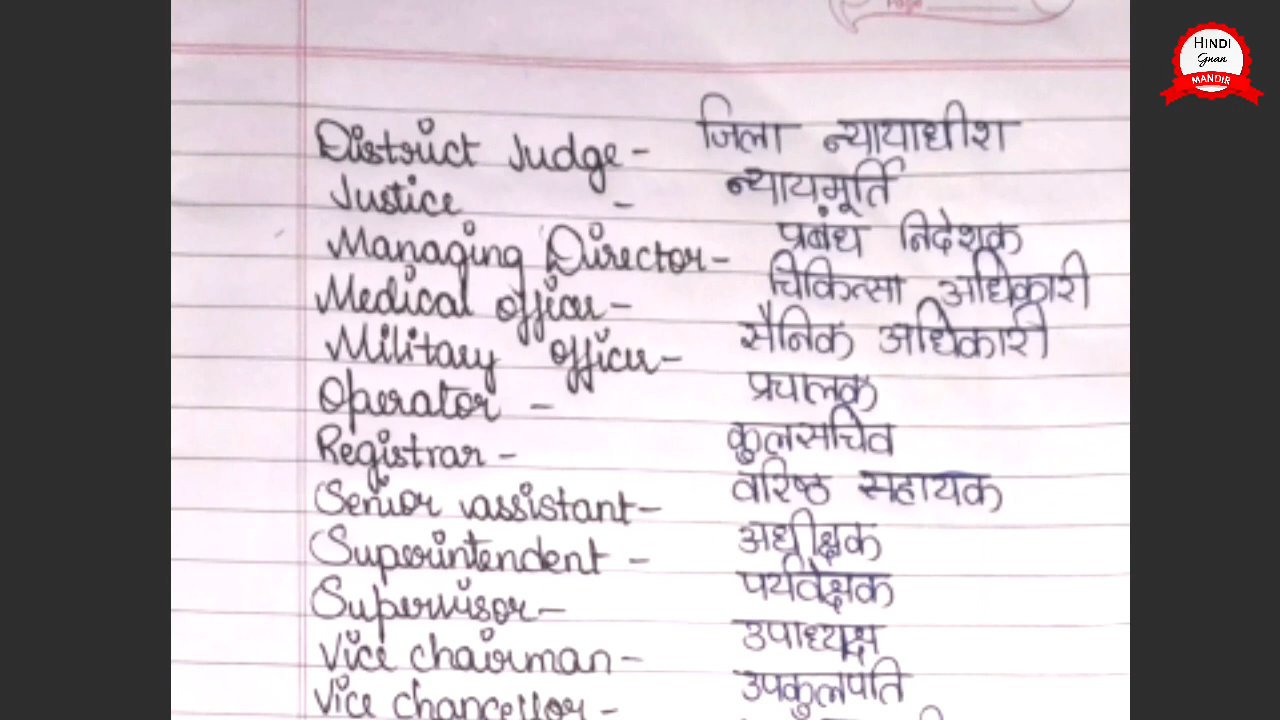 Page
HINDI
Gnan
MANDIR
District Judge - जिला न्यायाधीश
Justice - न्यायमूर्ति
Managing Director - प्रबंध निदेशक
Medical officer - चिकित्सा अधिकारी
Military officer - सैनिक अधिकारी
Operator - प्रचालक
Registrar - कुलसचिव
Senior assistant - वरिष्ठ सहायक
Superintendent - अधीक्षक
Supervisor - पर्यवेक्षक
Vice chairman - उपाध्यक्ष
Vice chancellor - उपकुलपति